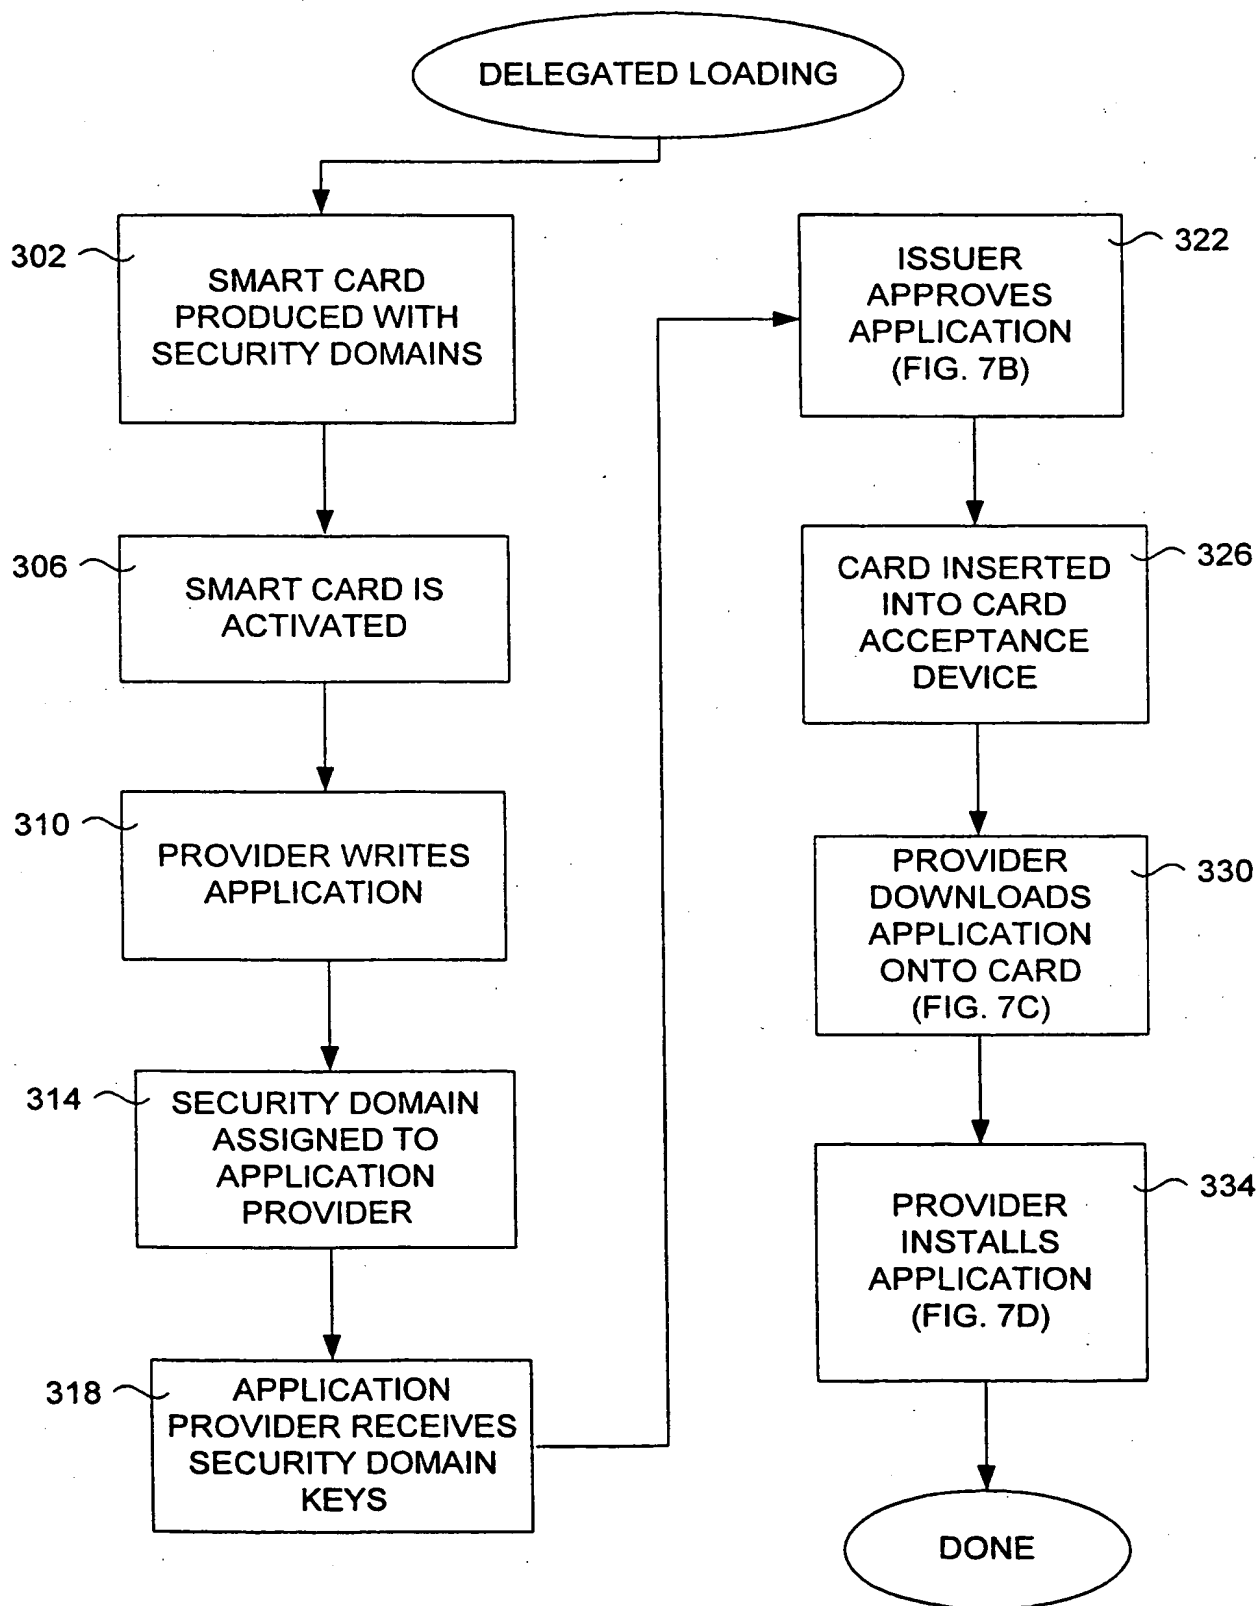 DELEGATED LOADING
302
SMART CARD
PRODUCED WITH
SECURITY DOMAINS
306
SMART CARD IS
ACTIVATED
310
PROVIDER WRITES
APPLICATION
314
SECURITY DOMAIN
ASSIGNED TO
APPLICATION
PROVIDER
318
APPLICATION
PROVIDER RECEIVES
SECURITY DOMAIN
KEYS
322
ISSUER
APPROVES
APPLICATION
(FIG. 7B)
326
CARD INSERTED
INTO CARD
ACCEPTANCE
DEVICE
330
PROVIDER
DOWNLOADS
APPLICATION
ONTO CARD
(FIG. 7C)
334
PROVIDER
INSTALLS
APPLICATION
(FIG. 7D)
DONE